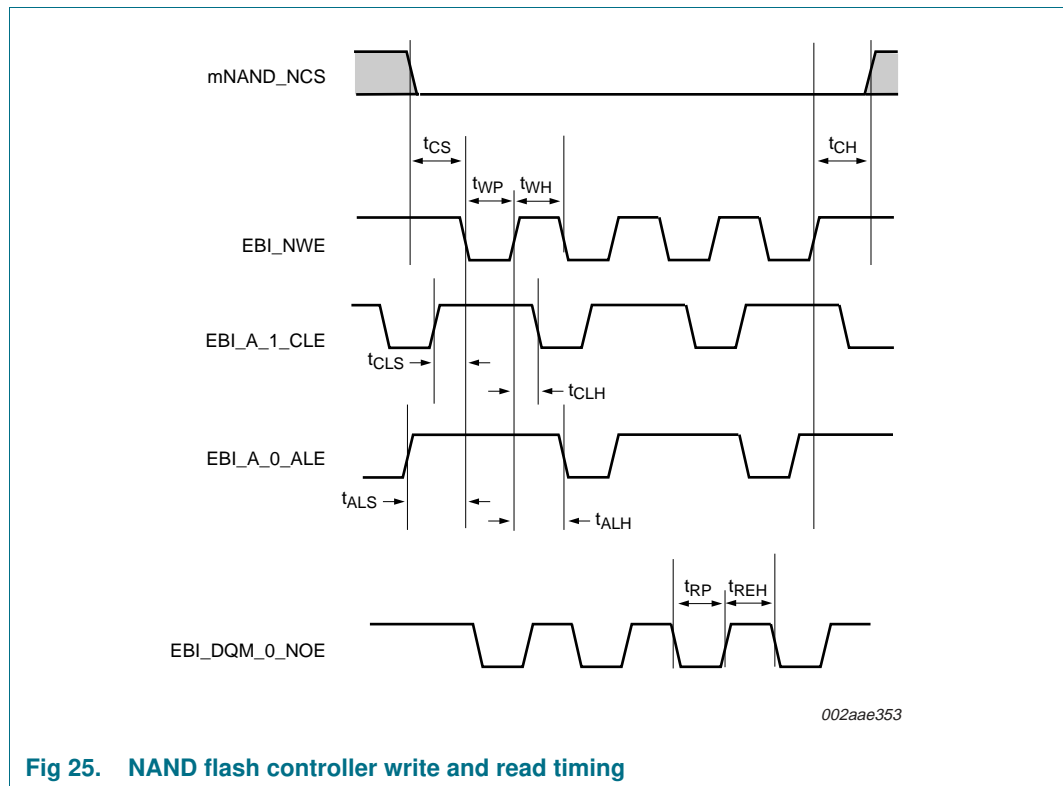 mNAND_NCS
tCS
tCH
tWP tWH
EBI_NWE
EBI_A_1_CLE
tCLS
tCLH
EBI_A_0_ALE
tALS
tALH
tRP tREH
EBI_DQM_0_NOE
002aae353
Fig 25. NAND flash controller write and read timing